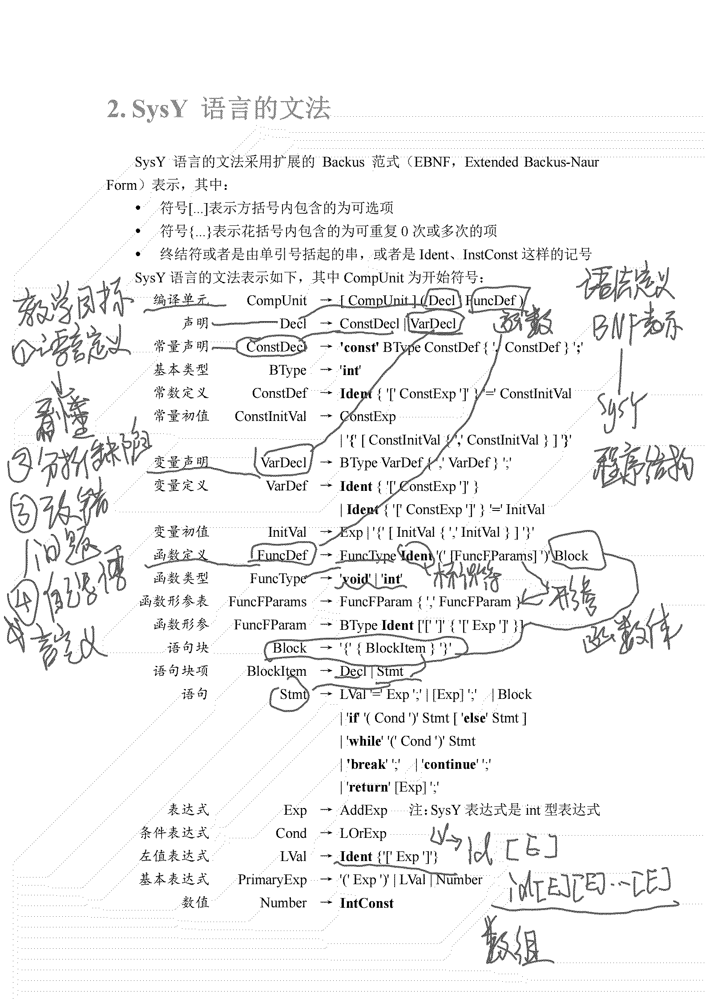 2. SysY 语言的文法
SysY 语言的文法采用扩展的 Backus 范式（EBNF，Extended Backus-Naur
Form）表示，其中：
• 符号[...]表示方括号内包含的为可选项
• 符号{...}表示花括号内包含的为可重复 0 次或多次的项
• 终结符或者是由单引号括起的串，或者是 Ident、InstConst 这样的记号
SysY 语言的文法表示如下，其中 CompUnit 为开始符号：
编译单元 CompUnit → [ CompUnit ] ( Decl | FuncDef )
声明 Decl → ConstDecl | VarDecl
常量声明 ConstDecl → 'const' BType ConstDef { ',' ConstDef } ';'
基本类型 BType → 'int'
常数定义 ConstDef → Ident { '[' ConstExp ']' } '=' ConstInitVal
常量初值 ConstInitVal → ConstExp
| '{' [ ConstInitVal { ',' ConstInitVal } ] '}'
变量声明 VarDecl → BType VarDef { ',' VarDef } ';'
变量定义 VarDef → Ident { '[' ConstExp ']' }
| Ident { '[' ConstExp ']' } '=' InitVal
变量初值 InitVal → Exp | '{' [ InitVal { ',' InitVal } ] '}'
函数定义 FuncDef → FuncType Ident '(' [FuncFParams] ')' Block
函数类型 FuncType → 'void' | 'int'
函数形参表 FuncFParams → FuncFParam { ',' FuncFParam }
函数形参 FuncFParam → BType Ident ['[' ']' { '[' Exp ']' }]
语句块 Block → '{' { BlockItem } '}'
语句块项 BlockItem → Decl | Stmt
语句 Stmt → LVal '=' Exp ';' | [Exp] ';' | Block
| 'if' '( Cond ')' Stmt [ 'else' Stmt ]
| 'while' '(' Cond ')' Stmt
| 'break' ';' | 'continue' ';'
| 'return' [Exp] ';'
表达式 Exp → AddExp 注：SysY 表达式是 int 型表达式
条件表达式 Cond → LOrExp
左值表达式 LVal → Ident {'[' Exp ']'}
基本表达式 PrimaryExp → '(' Exp ')' | LVal | Number
数值 Number → IntConst
教学目标
①语言定义
↓
看懂
②分析缺陷
③改错
问题
④
言定义
语法定义
BNF表示
SysY
程序结构
函数
标识符
形参
函数体
LV→Id [E]
id[E][E]...[E]
数组